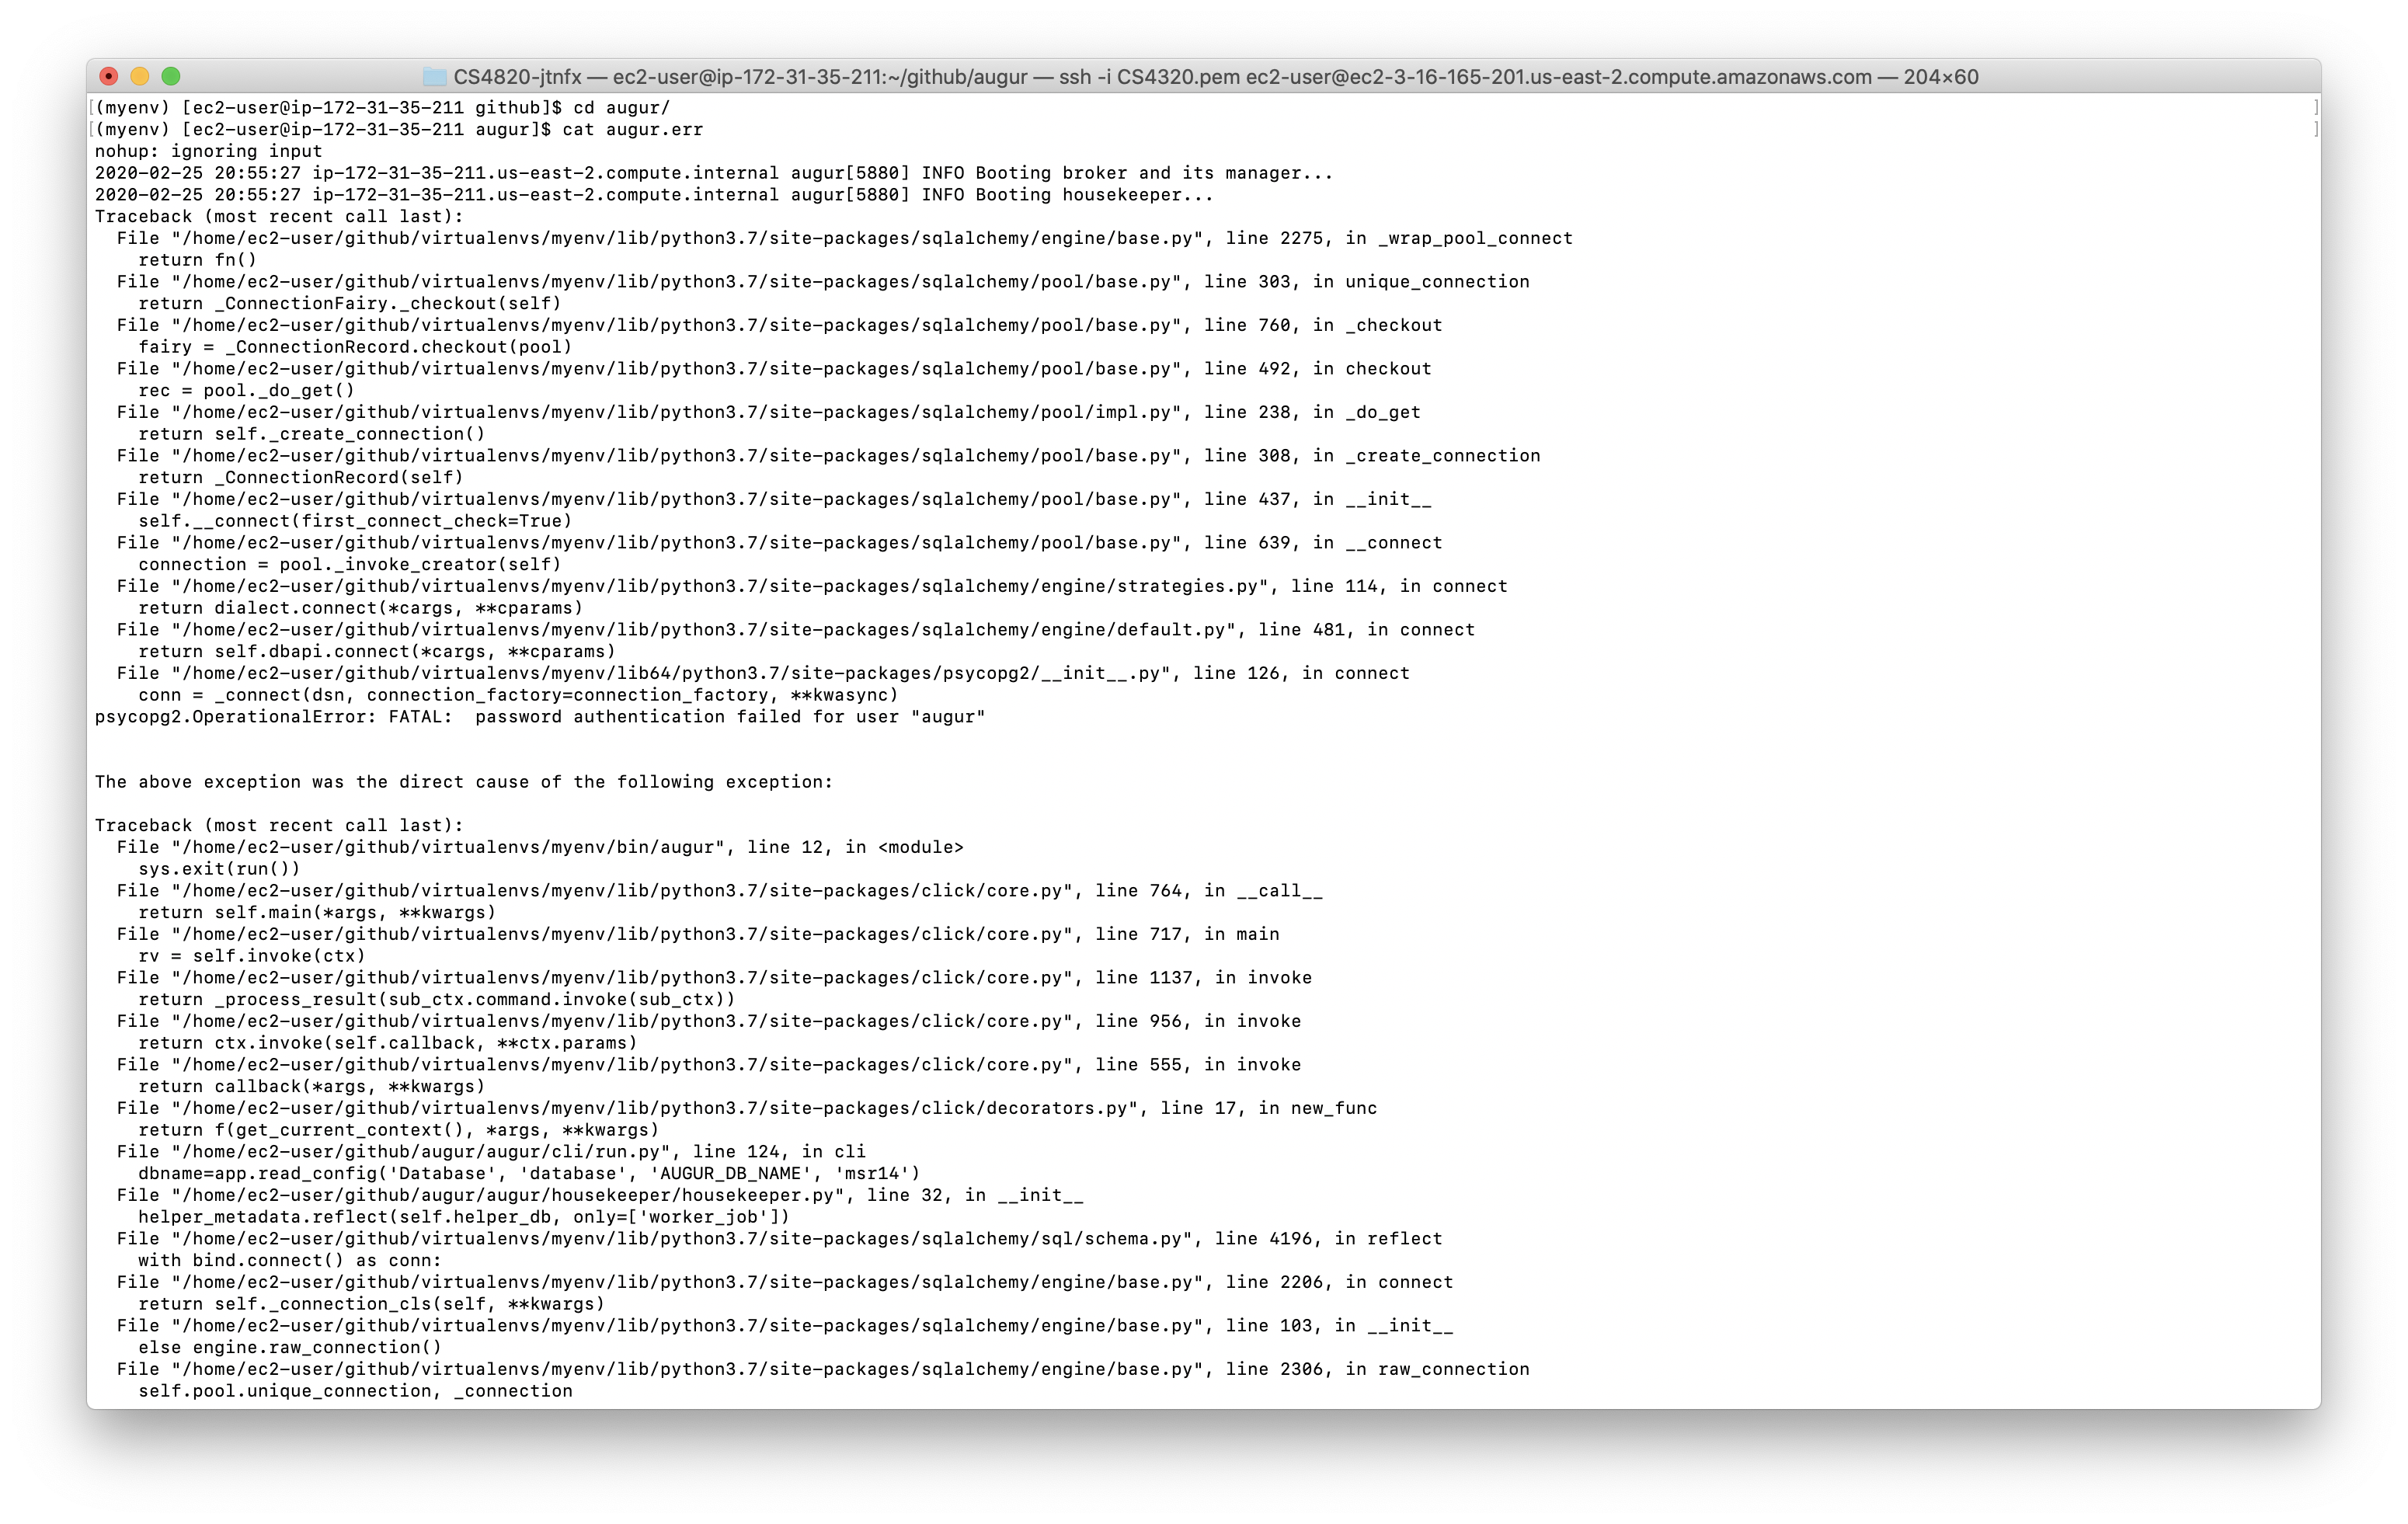 CS4820-jtnfx — ec2-user@ip-172-31-35-211:~/github/augur — ssh -i CS4320.pem ec2-user@ec2-3-16-165-201.us-east-2.compute.amazonaws.com — 204×60
[(myenv) [ec2-user@ip-172-31-35-211 github]$ cd augur/ ]
[(myenv) [ec2-user@ip-172-31-35-211 augur]$ cat augur.err ]
nohup: ignoring input
2020-02-25 20:55:27 ip-172-31-35-211.us-east-2.compute.internal augur[5880] INFO Booting broker and its manager...
2020-02-25 20:55:27 ip-172-31-35-211.us-east-2.compute.internal augur[5880] INFO Booting housekeeper...
Traceback (most recent call last):
  File "/home/ec2-user/github/virtualenvs/myenv/lib/python3.7/site-packages/sqlalchemy/engine/base.py", line 2275, in _wrap_pool_connect
    return fn()
  File "/home/ec2-user/github/virtualenvs/myenv/lib/python3.7/site-packages/sqlalchemy/pool/base.py", line 303, in unique_connection
    return _ConnectionFairy._checkout(self)
  File "/home/ec2-user/github/virtualenvs/myenv/lib/python3.7/site-packages/sqlalchemy/pool/base.py", line 760, in _checkout
    fairy = _ConnectionRecord.checkout(pool)
  File "/home/ec2-user/github/virtualenvs/myenv/lib/python3.7/site-packages/sqlalchemy/pool/base.py", line 492, in checkout
    rec = pool._do_get()
  File "/home/ec2-user/github/virtualenvs/myenv/lib/python3.7/site-packages/sqlalchemy/pool/impl.py", line 238, in _do_get
    return self._create_connection()
  File "/home/ec2-user/github/virtualenvs/myenv/lib/python3.7/site-packages/sqlalchemy/pool/base.py", line 308, in _create_connection
    return _ConnectionRecord(self)
  File "/home/ec2-user/github/virtualenvs/myenv/lib/python3.7/site-packages/sqlalchemy/pool/base.py", line 437, in __init__
    self.__connect(first_connect_check=True)
  File "/home/ec2-user/github/virtualenvs/myenv/lib/python3.7/site-packages/sqlalchemy/pool/base.py", line 639, in __connect
    connection = pool._invoke_creator(self)
  File "/home/ec2-user/github/virtualenvs/myenv/lib/python3.7/site-packages/sqlalchemy/engine/strategies.py", line 114, in connect
    return dialect.connect(*cargs, **cparams)
  File "/home/ec2-user/github/virtualenvs/myenv/lib/python3.7/site-packages/sqlalchemy/engine/default.py", line 481, in connect
    return self.dbapi.connect(*cargs, **cparams)
  File "/home/ec2-user/github/virtualenvs/myenv/lib64/python3.7/site-packages/psycopg2/__init__.py", line 126, in connect
    conn = _connect(dsn, connection_factory=connection_factory, **kwasync)
psycopg2.OperationalError: FATAL:  password authentication failed for user "augur"
The above exception was the direct cause of the following exception:
Traceback (most recent call last):
  File "/home/ec2-user/github/virtualenvs/myenv/bin/augur", line 12, in <module>
    sys.exit(run())
  File "/home/ec2-user/github/virtualenvs/myenv/lib/python3.7/site-packages/click/core.py", line 764, in __call__
    return self.main(*args, **kwargs)
  File "/home/ec2-user/github/virtualenvs/myenv/lib/python3.7/site-packages/click/core.py", line 717, in main
    rv = self.invoke(ctx)
  File "/home/ec2-user/github/virtualenvs/myenv/lib/python3.7/site-packages/click/core.py", line 1137, in invoke
    return _process_result(sub_ctx.command.invoke(sub_ctx))
  File "/home/ec2-user/github/virtualenvs/myenv/lib/python3.7/site-packages/click/core.py", line 956, in invoke
    return ctx.invoke(self.callback, **ctx.params)
  File "/home/ec2-user/github/virtualenvs/myenv/lib/python3.7/site-packages/click/core.py", line 555, in invoke
    return callback(*args, **kwargs)
  File "/home/ec2-user/github/virtualenvs/myenv/lib/python3.7/site-packages/click/decorators.py", line 17, in new_func
    return f(get_current_context(), *args, **kwargs)
  File "/home/ec2-user/github/augur/augur/cli/run.py", line 124, in cli
    dbname=app.read_config('Database', 'database', 'AUGUR_DB_NAME', 'msr14')
  File "/home/ec2-user/github/augur/augur/housekeeper/housekeeper.py", line 32, in __init__
    helper_metadata.reflect(self.helper_db, only=['worker_job'])
  File "/home/ec2-user/github/virtualenvs/myenv/lib/python3.7/site-packages/sqlalchemy/sql/schema.py", line 4196, in reflect
    with bind.connect() as conn:
  File "/home/ec2-user/github/virtualenvs/myenv/lib/python3.7/site-packages/sqlalchemy/engine/base.py", line 2206, in connect
    return self._connection_cls(self, **kwargs)
  File "/home/ec2-user/github/virtualenvs/myenv/lib/python3.7/site-packages/sqlalchemy/engine/base.py", line 103, in __init__
    else engine.raw_connection()
  File "/home/ec2-user/github/virtualenvs/myenv/lib/python3.7/site-packages/sqlalchemy/engine/base.py", line 2306, in raw_connection
    self.pool.unique_connection, _connection